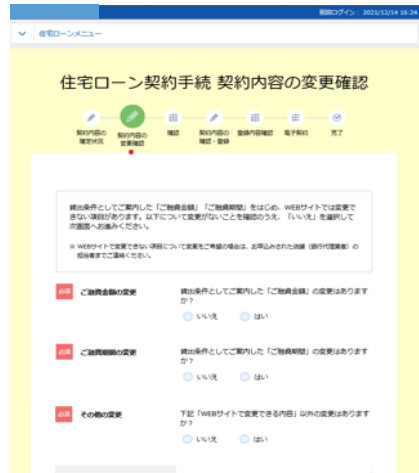 前回ログイン： 2021/12/14 16:24
住宅ローンメニュー
住宅ローン契約手続 契約内容の変更確認
契約内容の
確定状況
契約内容の
変更確認
確認
契約内容の
確認・登録
登録内容確認
電子契約
完了
貸出条件としてご案内した「ご融資金額」「ご融資期間」をはじめ、WEBサイトでは変更で
きない項目があります。以下について変更がないことを確認のうえ、「いいえ」を選択して
次画面へお進みください。
※ WEBサイトで変更できない項目について変更をご希望の場合は、お申込みされた店舗（銀行代理業者）の
担当者までご連絡ください。
必須 ご融資金額の変更
貸出条件としてご案内した「ご融資金額」の変更はあります
か？
いいえ はい
必須 ご融資期間の変更
貸出条件としてご案内した「ご融資期間」の変更はあります
か？
いいえ はい
必須 その他の変更
下記「WEBサイトで変更できる内容」以外の変更はあります
か？
いいえ はい